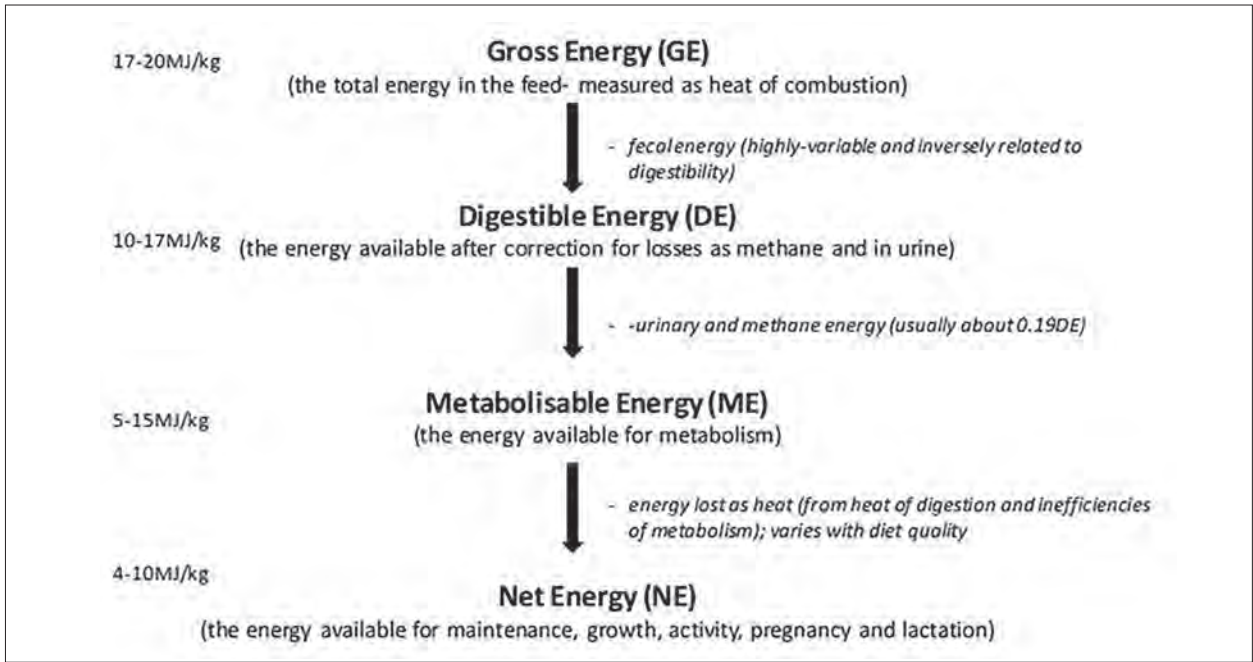 Gross Energy (GE)
17-20MJ/kg
(the total energy in the feed- measured as heat of combustion)
- fecal energy (highly-variable and inversely related to
digestibility)
Digestible Energy (DE)
10-17MJ/kg
(the energy available after correction for losses as methane and in urine)
- -urinary and methane energy (usually about 0.19DE)
Metabolisable Energy (ME)
5-15MJ/kg
(the energy available for metabolism)
- energy lost as heat (from heat of digestion and inefficiencies
of metabolism); varies with diet quality
4-10MJ/kg
Net Energy (NE)
(the energy available for maintenance, growth, activity, pregnancy and lactation)